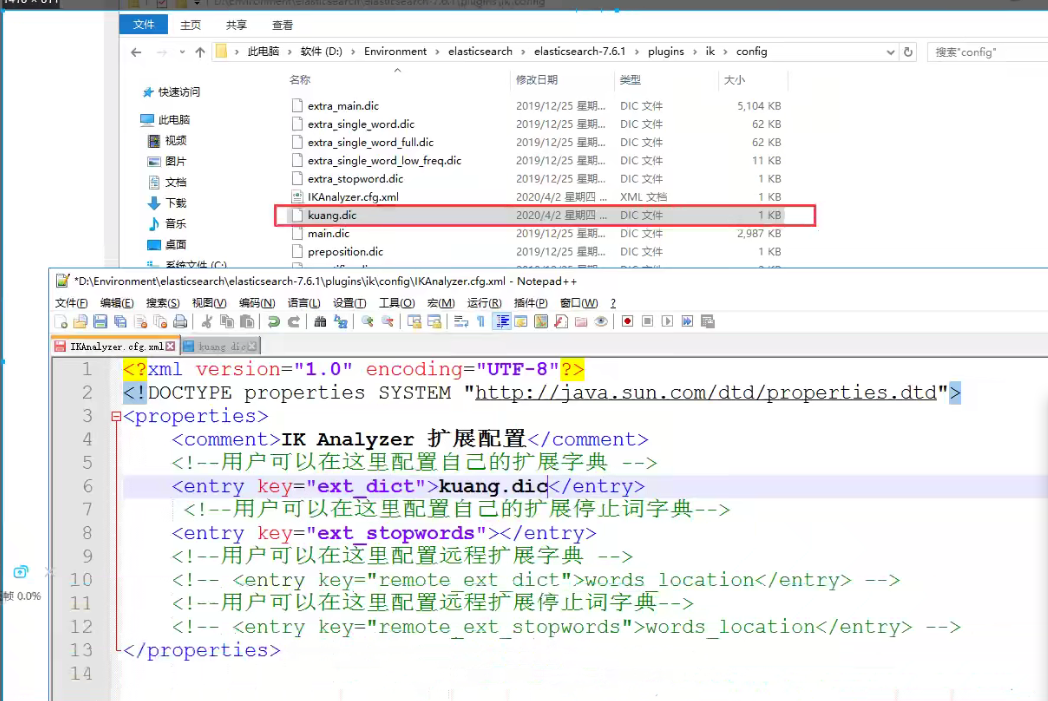 文件 主页 共享 查看
此电脑 › 软件 (D:) › Environment › elasticsearch › elasticsearch-7.6.1 › plugins › ik › config
搜索"config"
名称 修改日期 类型 大小
快速访问
此电脑
视频
图片
文档
下载
音乐
桌面
系统文件 (C:)
extra_main.dic 2019/12/25 星期... DIC 文件 5,104 KB
extra_single_word.dic 2019/12/25 星期... DIC 文件 62 KB
extra_single_word_full.dic 2019/12/25 星期... DIC 文件 62 KB
extra_single_word_low_freq.dic 2019/12/25 星期... DIC 文件 11 KB
extra_stopword.dic 2019/12/25 星期... DIC 文件 1 KB
IKAnalyzer.cfg.xml 2020/4/2 星期四 ... XML 文档 1 KB
kuang.dic 2020/4/2 星期四 ... DIC 文件 1 KB
main.dic 2019/12/25 星期... DIC 文件 2,987 KB
preposition.dic 2019/12/25 星期... DIC 文件 1 KB
*D:\Environment\elasticsearch\elasticsearch-7.6.1\plugins\ik\config\IKAnalyzer.cfg.xml - Notepad++
文件(F) 编辑(E) 搜索(S) 视图(V) 编码(N) 语言(L) 设置(T) 工具(O) 宏(M) 运行(R) 插件(P) 窗口(W) ?
IKAnalyzer.cfg.xml kuang.dic
1 <?xml version="1.0" encoding="UTF-8"?>
2 <!DOCTYPE properties SYSTEM "http://java.sun.com/dtd/properties.dtd">
3 <properties>
4 <comment>IK Analyzer 扩展配置</comment>
5 <!--用户可以在这里配置自己的扩展字典 -->
6 <entry key="ext_dict">kuang.dic</entry>
7 <!--用户可以在这里配置自己的扩展停止词字典-->
8 <entry key="ext_stopwords"></entry>
9 <!--用户可以在这里配置远程扩展字典 -->
10 <!-- <entry key="remote_ext_dict">words_location</entry> -->
11 <!--用户可以在这里配置远程扩展停止词字典-->
12 <!-- <entry key="remote_ext_stopwords">words_location</entry> -->
13 </properties>
14
帧 0.0%